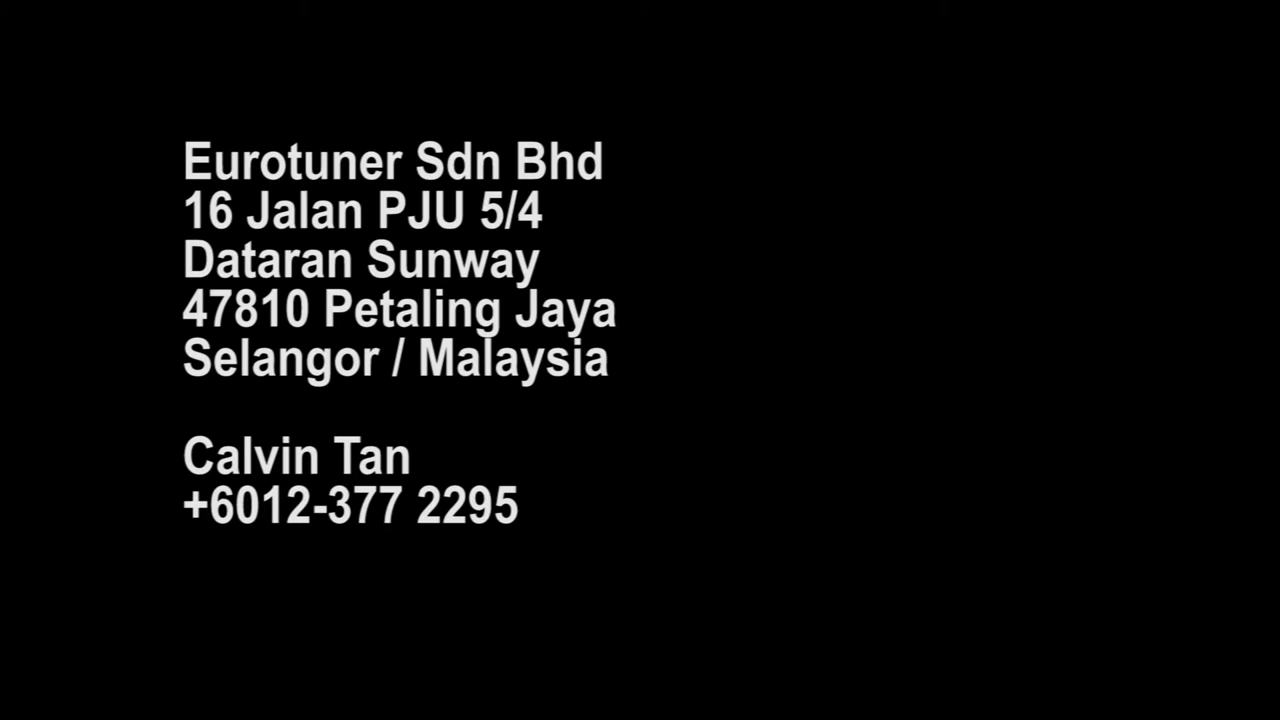 Eurotuner Sdn Bhd
16 Jalan PJU 5/4
Dataran Sunway
47810 Petaling Jaya
Selangor / Malaysia
Calvin Tan
+6012-377 2295